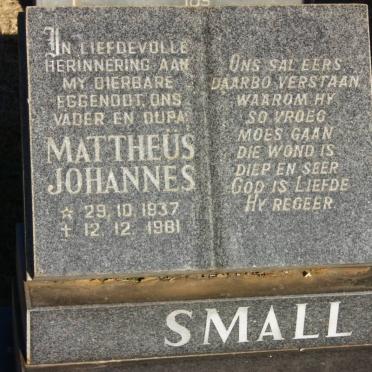 IN LIEFDEVOLLE
HERINNERING AAN
MY DIERBARE
EGGENOOT, ONS
VADER EN OUPA
MATTHEÜS
JOHANNES
☆ 29.10.1937
✝ 12.12.1981
ONS SAL EERS
DAARBO VERSTAAN
WAAROM HY
SO VROEG
MOES GAAN
DIE WOND IS
DIEP EN SEER
GOD IS LIEFDE
HY REGEER
SMALL